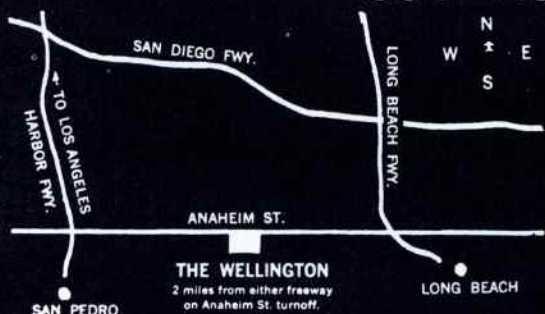 N
W E
S
SAN DIEGO FWY.
LONG BEACH FWY.
TO LOS ANGELES
HARBOR FWY.
ANAHEIM ST.
THE WELLINGTON
2 miles from either freeway
on Anaheim St. turnoff.
LONG BEACH
SAN PEDRO